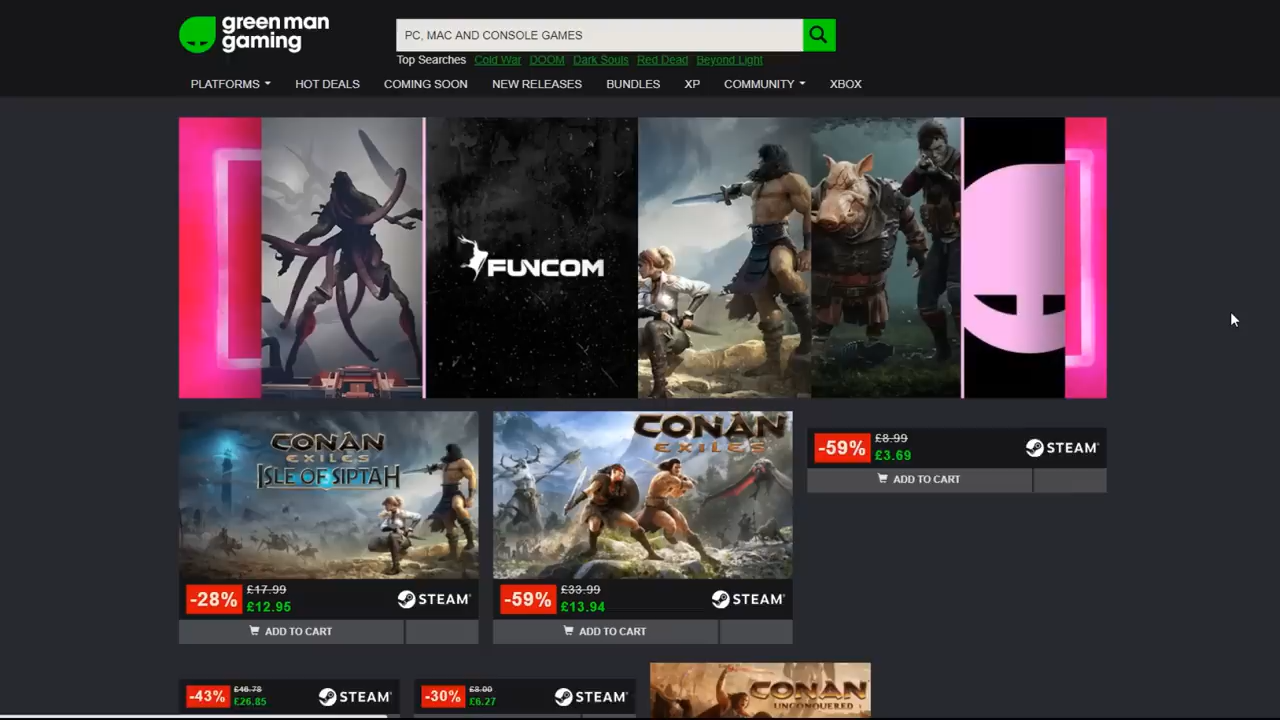 green man
gaming
PC, MAC AND CONSOLE GAMES
Top Searches Cold War DOOM Dark Souls Red Dead Beyond Light
PLATFORMS HOT DEALS COMING SOON NEW RELEASES BUNDLES XP COMMUNITY XBOX
FUNCOM
CONAN
EXILES
ISLE OF SIPTAH
-28% £17.99
£12.95
STEAM
ADD TO CART
CONAN
EXILES
-59% £33.99
£13.94
STEAM
ADD TO CART
-59% £8.99
£3.69
STEAM
ADD TO CART
-43% £46.78
£26.85
STEAM
-30%
£6.27
STEAM
CONAN
UNCONQUERED